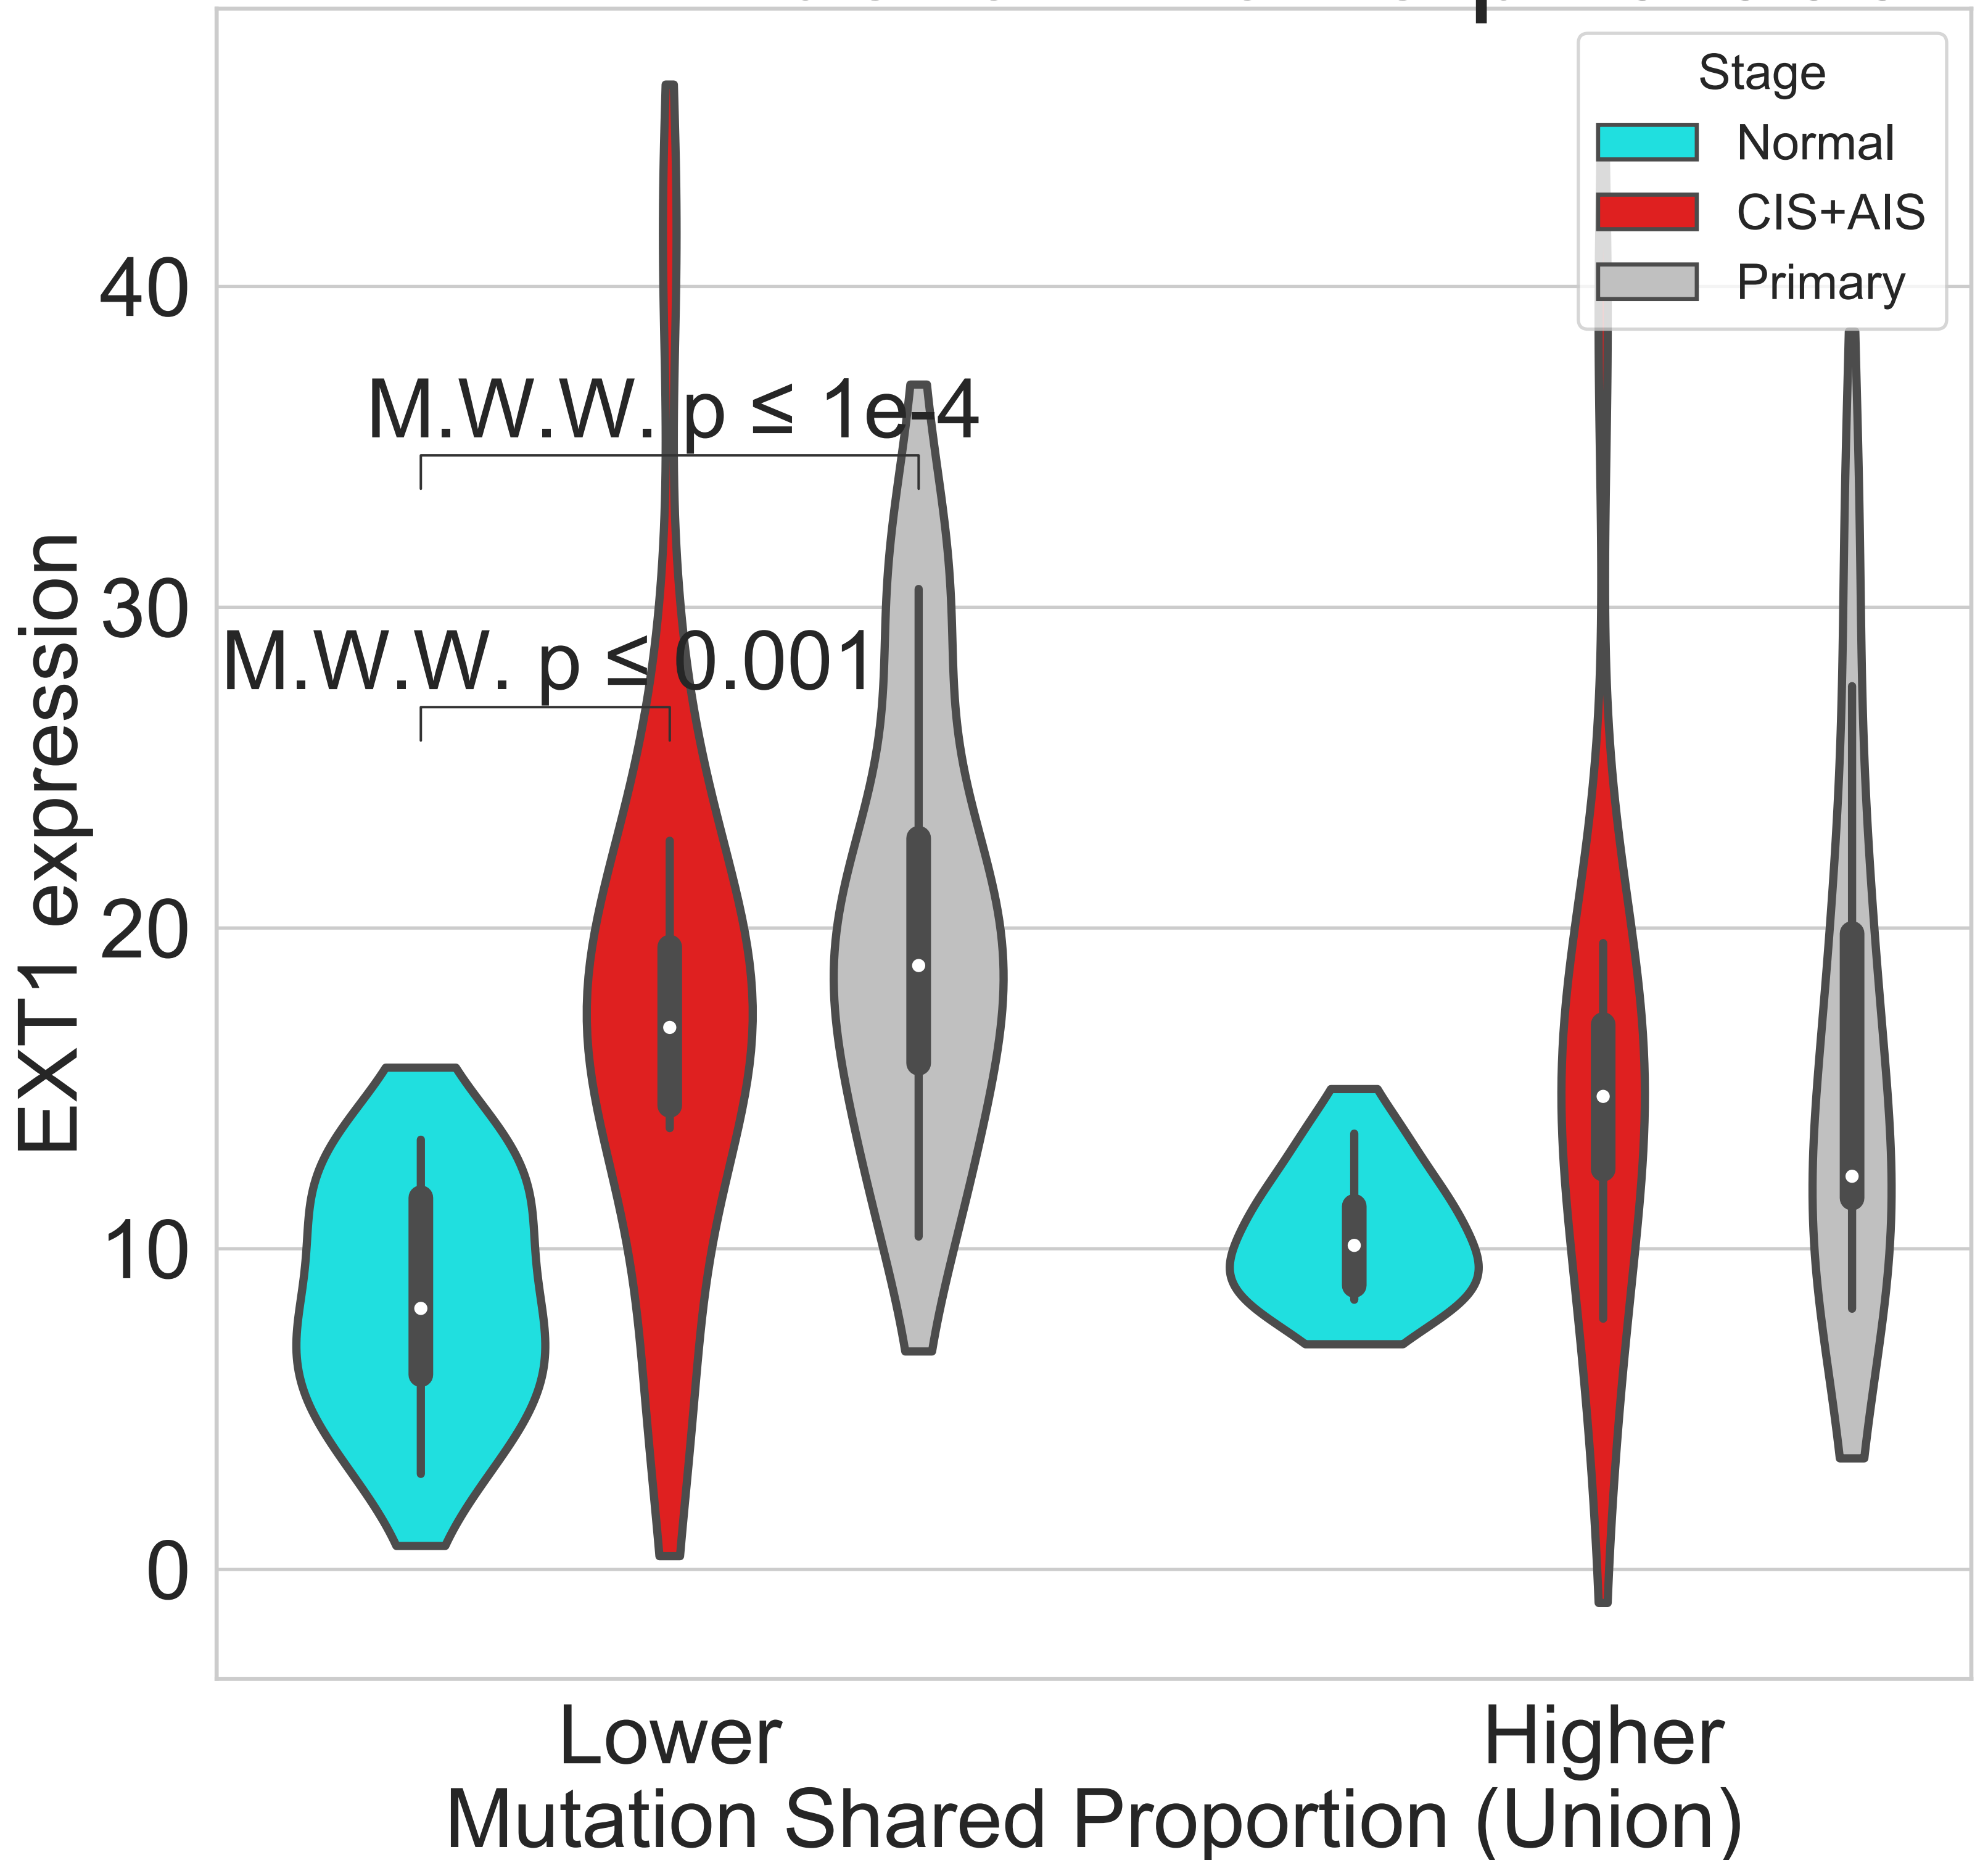 Stage
Normal
CIS+AIS
Primary
40
30
20
10
0
EXT1 expression
M.W.W. p ≤ 1e-4
M.W.W. p ≤ 0.001
Lower
Higher
Mutation Shared Proportion (Union)